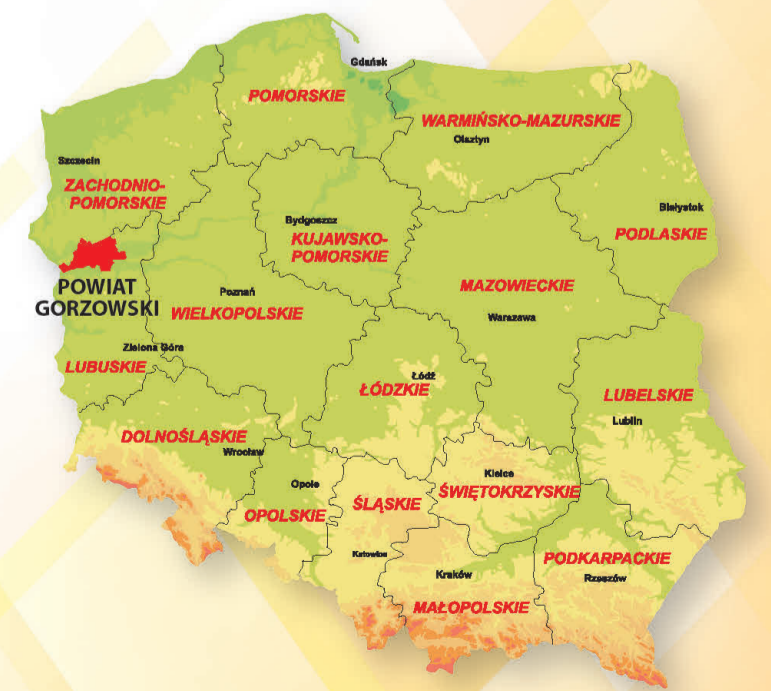 Gdańsk
POMORSKIE
WARMIŃSKO-MAZURSKIE
Olsztyn
Szczecin
ZACHODNIO-
POMORSKIE
Białystok
PODLASKIE
Bydgoszcz
KUJAWSKO-
POMORSKIE
MAZOWIECKIE
POWIAT
GORZOWSKI
Poznań
WIELKOPOLSKIE
Warazawa
Zielona Góra
LUBUSKIE
Łódź
ŁÓDZKIE
LUBELSKIE
Lublin
DOLNOŚLĄSKIE
Wrocław
Opole
OPOLSKIE
ŚLĄSKIE
Kielce
ŚWIĘTOKRZYSKIE
Katowice
Kraków
MAŁOPOLSKIE
PODKARPACKIE
Rzeszów